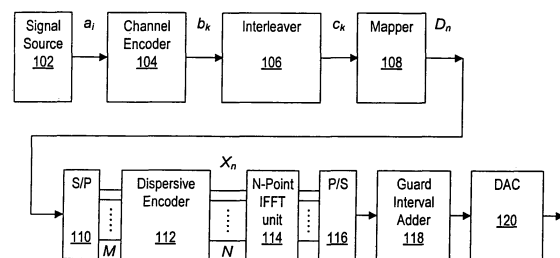 Signal Source 102
a_i
Channel Encoder 104
b_k
Interleaver 106
c_k
Mapper 108
D_n
S/P 110
M
Dispersive Encoder 112
X_n
N
N-Point IFFT unit 114
P/S 116
Guard Interval Adder 118
DAC 120